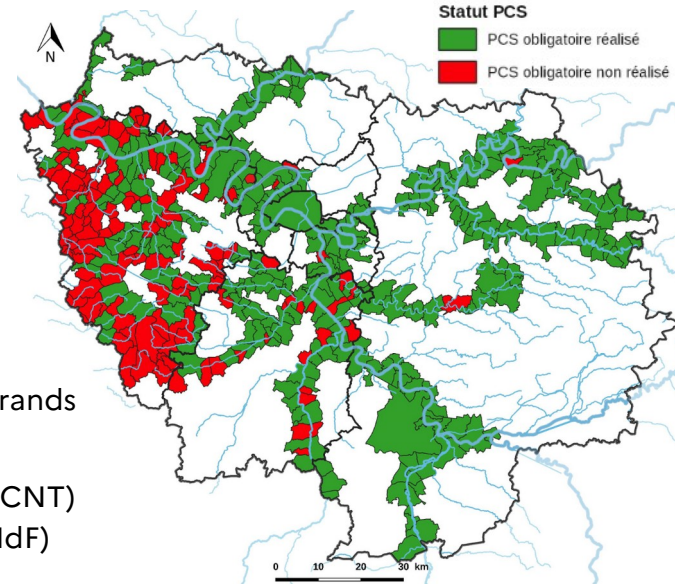 Statut PCS
PCS obligatoire réalisé
PCS obligatoire non réalisé
N
rands
CNT)
IdF)
0 10 20 30 km